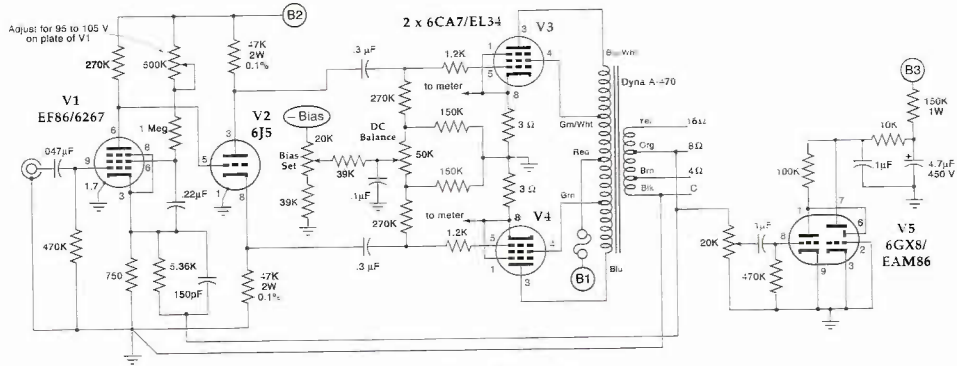 Adjust for 95 to 105 V
on plate of V1
B2
2 x 6CA7/EL34
V3
47K
2W
0.1%
.3 µF
1.2K
270K
500K
to meter
Blu/Wht
Dyna A-470
B3
150K
1W
V1
EF86/6267
V2
6J5
1 Meg
270K
150K
3 Ω
Grn/Wht
Red
Yel
16Ω
Org
8Ω
Brn
4Ω
Blk
C
10K
.1µF
4.7µF
450 V
100K
– Bias
20K
Bias
Set
DC
Balance
50K
39K
.1µF
150K
3 Ω
39K
270K
.047µF
.22µF
to meter
V4
Grn
B1
Blu
20K
.1µF
470K
V5
6GX8/
EAM86
470K
750
5.36K
150pF
47K
2W
0.1%
.3 µF
1.2K